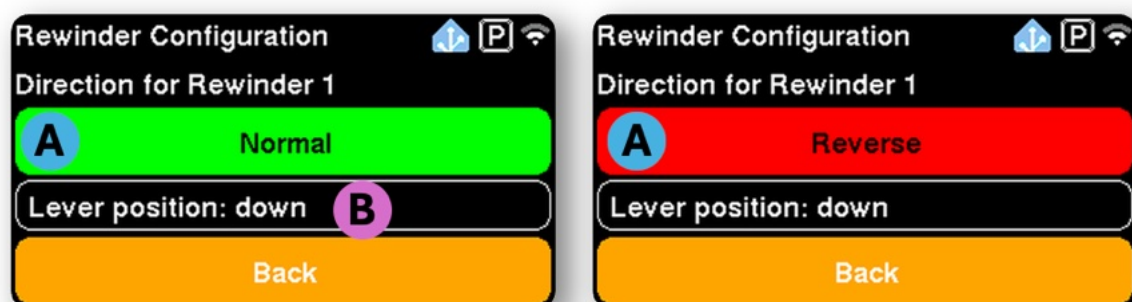 Rewinder Configuration P
Direction for Rewinder 1
A Normal
Lever position: down B
Back
Rewinder Configuration P
Direction for Rewinder 1
A Reverse
Lever position: down
Back